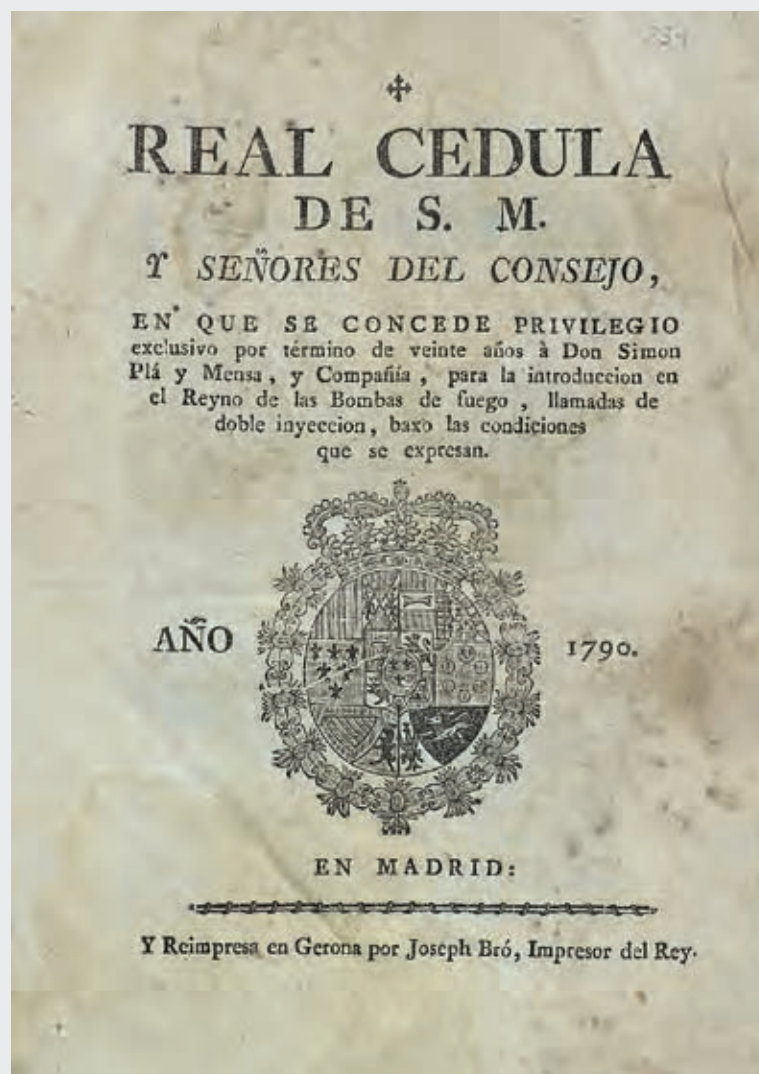 REAL CEDULA
DE S. M.
Y SEÑORES DEL CONSEJO,
EN QUE SE CONCEDE PRIVILEGIO
exclusivo por término de veinte años à Don Simon
Plá y Mensa, y Compañía, para la introduccion en
el Reyno de las Bombas de fuego, llamadas de
doble inyeccion, baxo las condiciones
que se expresan.
AÑO 1790.
EN MADRID:
Y Reimpresa en Gerona por Joseph Bró, Impresor del Rey.